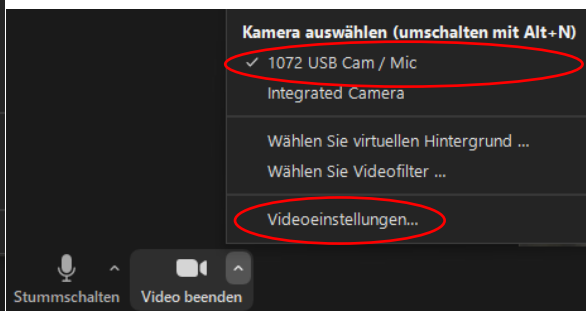 Kamera auswählen (umschalten mit Alt+N)
1072 USB Cam / Mic
Integrated Camera
Wählen Sie virtuellen Hintergrund ...
Wählen Sie Videofilter ...
Videoeinstellungen...
Stummschalten Video beenden